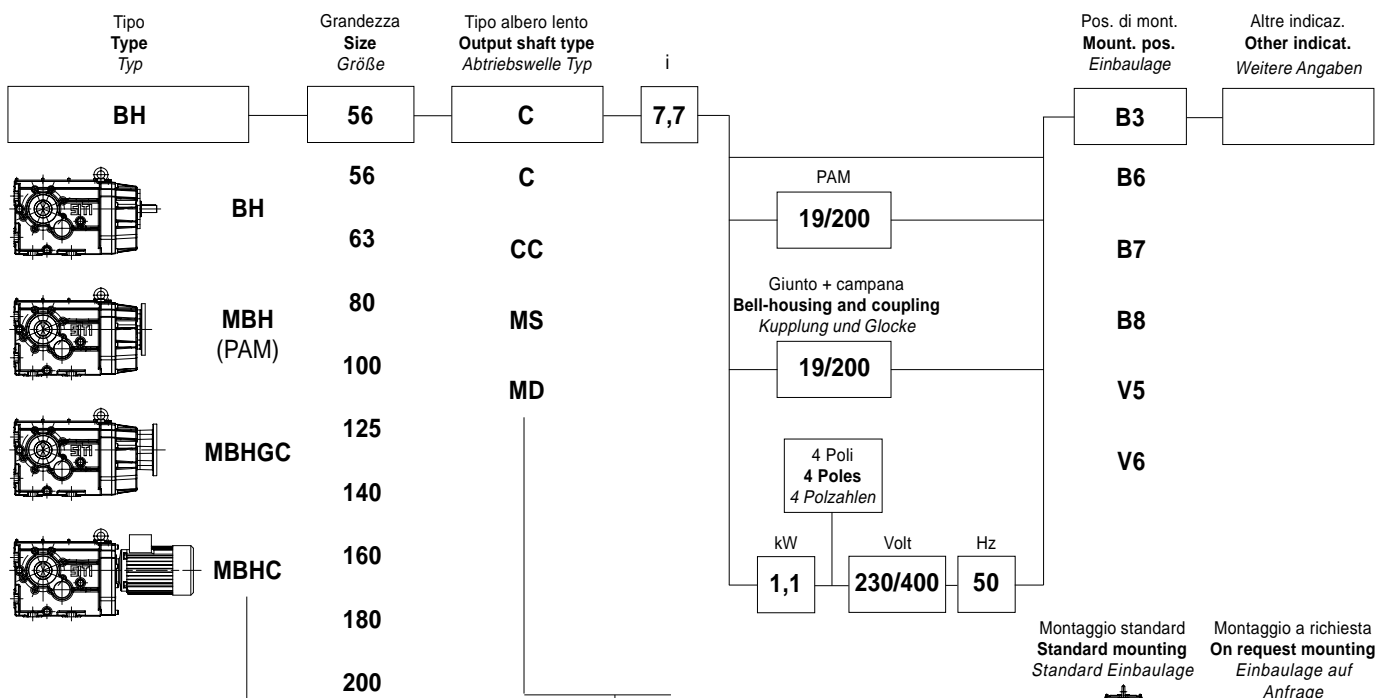 Tipo
Type
Typ
Grandezza
Size
Größe
Tipo albero lento
Output shaft type
Abtriebswelle Typ
i
Pos. di mont.
Mount. pos.
Einbaulage
Altre indicaz.
Other indicat.
Weitere Angaben
BH
56
C
7,7
B3
BH
MBH
(PAM)
MBHGC
MBHC
56
63
80
100
125
140
160
180
200
C
CC
MS
MD
PAM
19/200
Giunto + campana
Bell-housing and coupling
Kupplung und Glocke
19/200
4 Poli
4 Poles
4 Polzahlen
kW
1,1
Volt
230/400
Hz
50
B6
B7
B8
V5
V6
Montaggio standard
Standard mounting
Standard Einbaulage
Montaggio a richiesta
On request mounting
Einbaulage auf
Anfrage
SITI
SITI
SITI
SITI